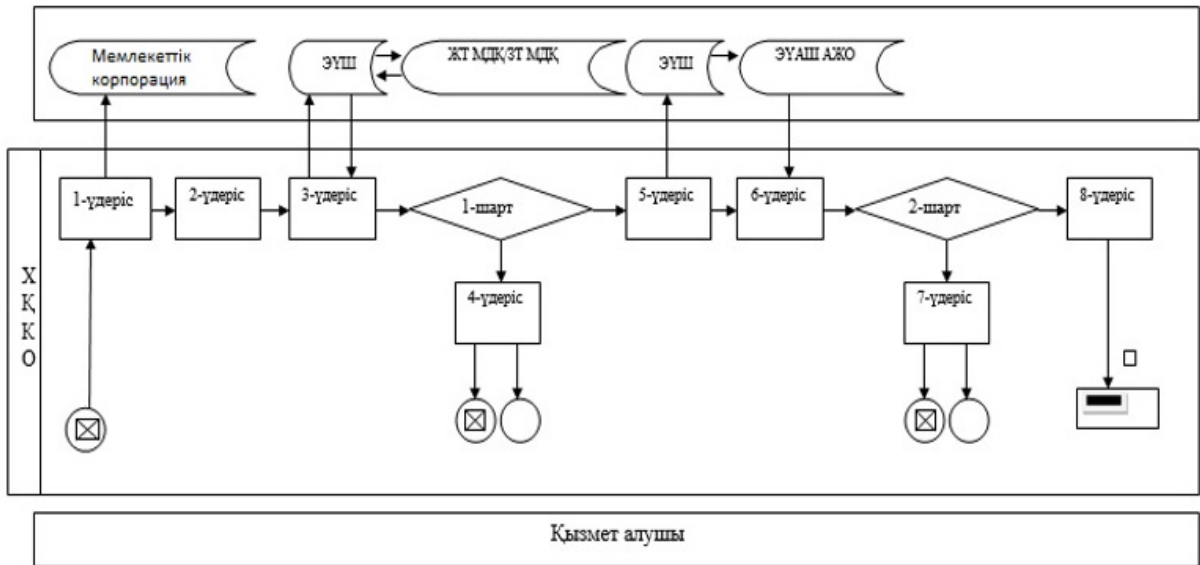 Мемлекеттік
корпорация
ЭҮШ
ЖТ МДҚ/ЗТ МДҚ
ЭҮШ
ЭҮАШ АЖО
1-үдеріс
2-үдеріс
3-үдеріс
1-шарт
5-үдеріс
6-үдеріс
2-шарт
8-үдеріс
4-үдеріс
7-үдеріс
Х
Қ
К
О
Қызмет алушы